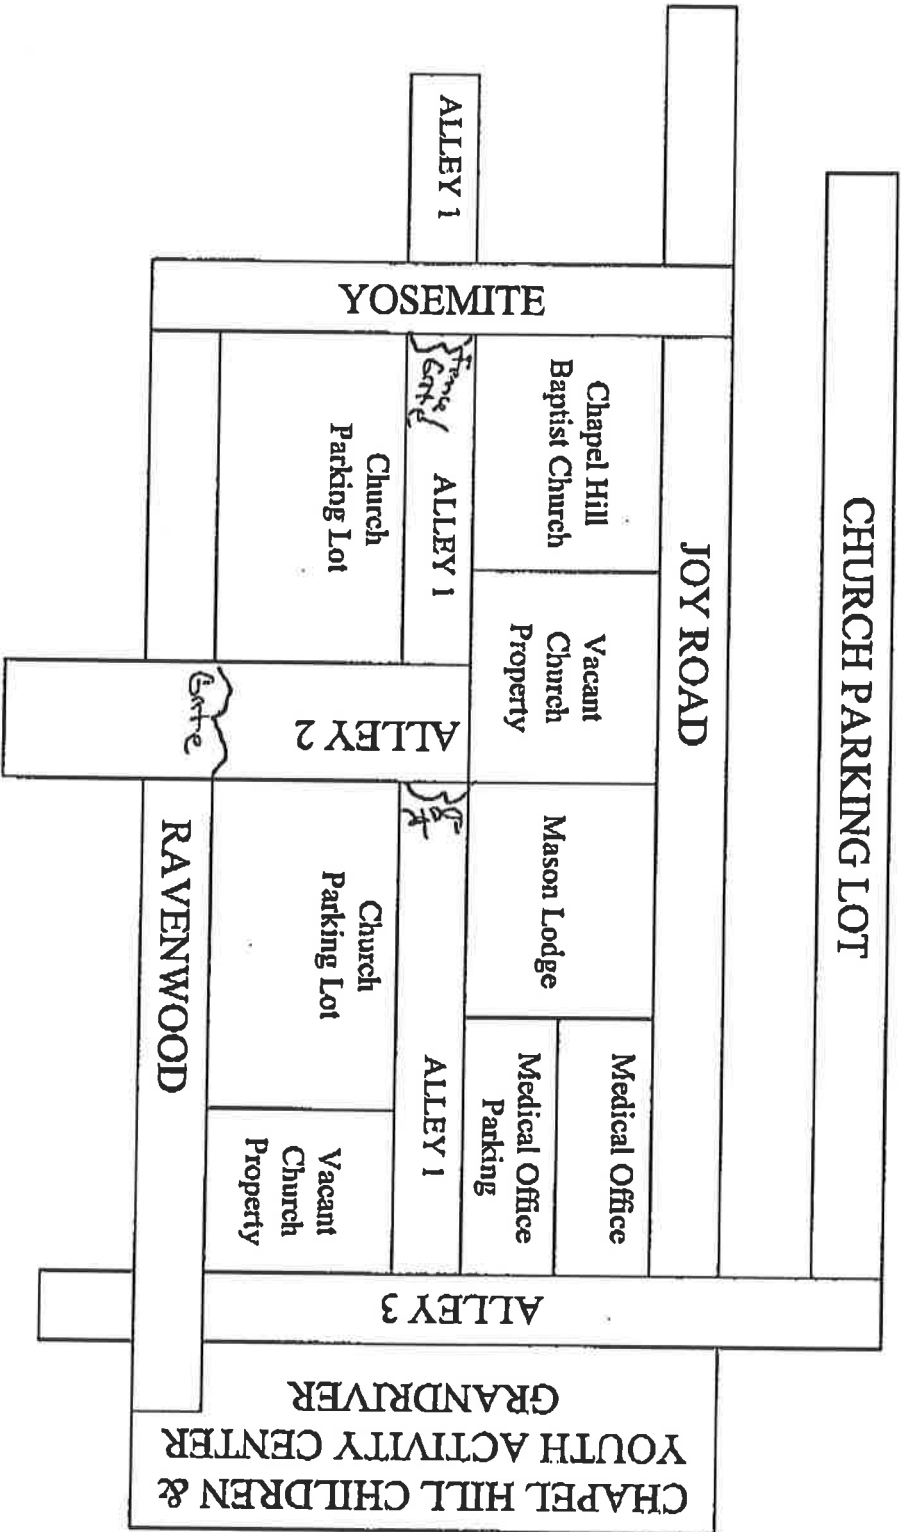 CHURCH PARKING LOT
JOY ROAD
ALLEY 1
YOSEMITE
Chapel Hill
Baptist Church
Vacant
Church
Property
Mason Lodge
Medical Office
Medical Office
Parking
Fence/
Gate
ALLEY 1
ALLEY 1
Church
Parking Lot
ALLEY 2
Gate
Church
Parking Lot
Vacant
Church
Property
RAVENWOOD
ALLEY 3
CHAPEL HILL CHILDREN &
YOUTH ACTIVITY CENTER
GRANDRIVER